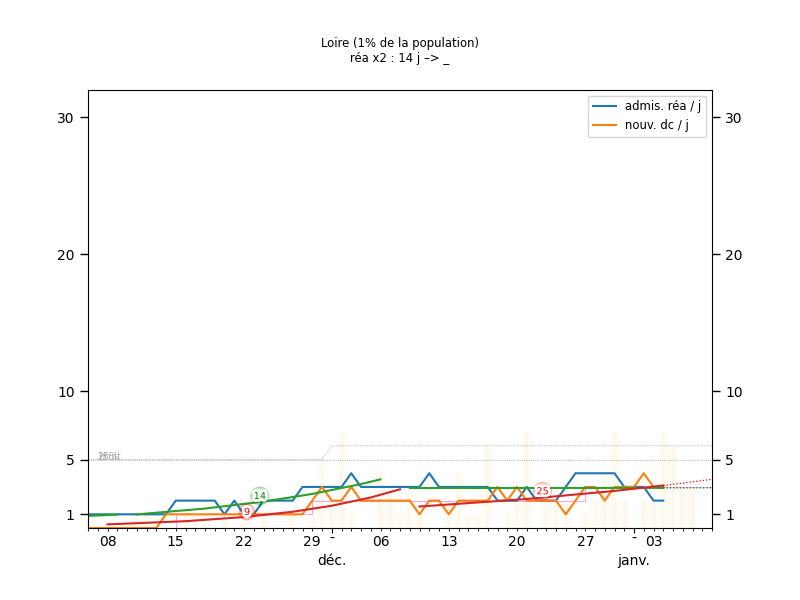 Loire (1% de la population)
réa x2 : 14 j –> _
admis. réa / j
nouv. dc / j
30 30
20 20
10 10
5 5
1 1
14
9
25
08 15 22 29 - 06 13 20 27 - 03
déc. janv.